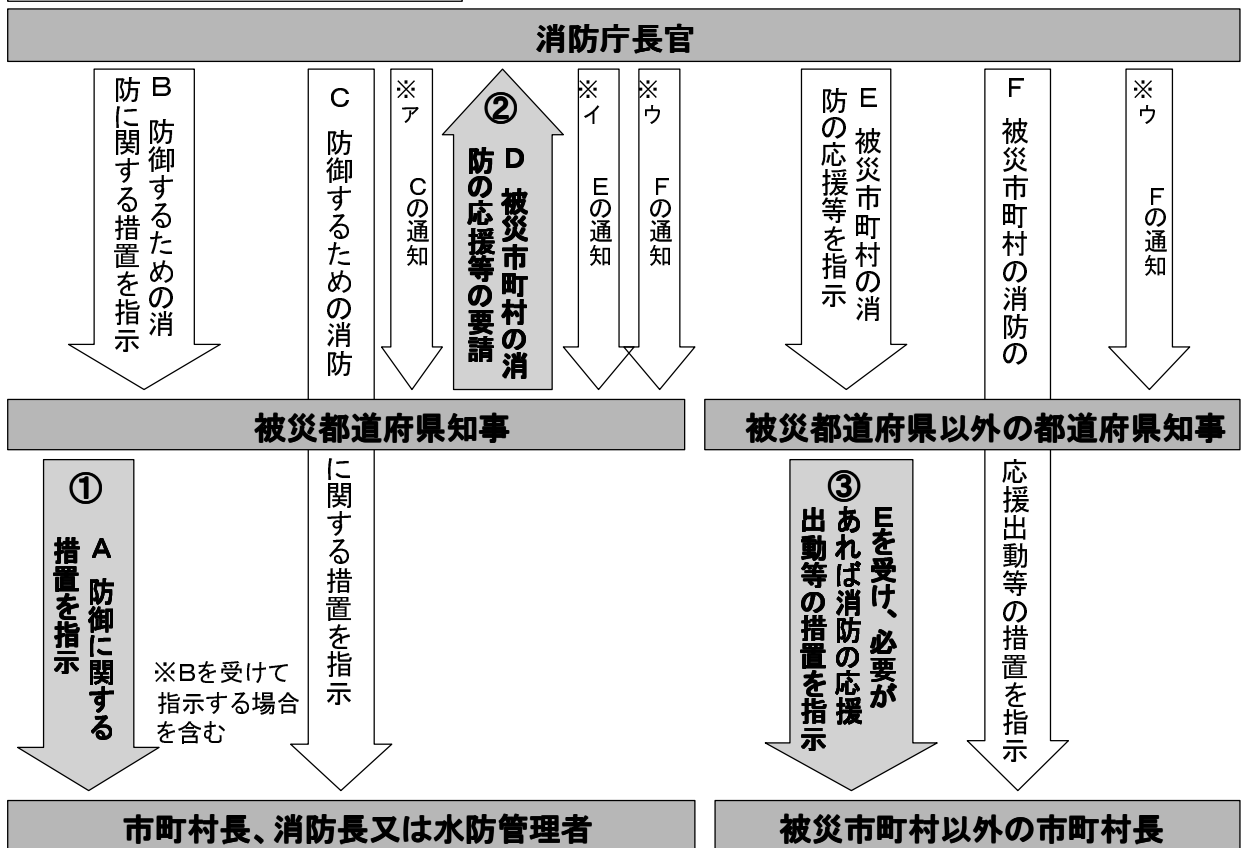 消防庁長官
B 防御するための消
防に関する措置を指示
C 防御するための消防
に関する措置を指示
※ア Cの通知
②
D 被災市町村の消
防の応援等の要請
※イ Eの通知
※ウ Fの通知
E 被災市町村の消
防の応援等を指示
F 被災市町村の消防の
応援出動等の措置を指示
※ウ Fの通知
被災都道府県知事
被災都道府県以外の都道府県知事
①
A 防御に関する
措置を指示
※Bを受けて
指示する場合
を含む
③
Eを受け、必要が
あれば消防の応援
出動等の措置を指示
市町村長、消防長又は水防管理者
被災市町村以外の市町村長